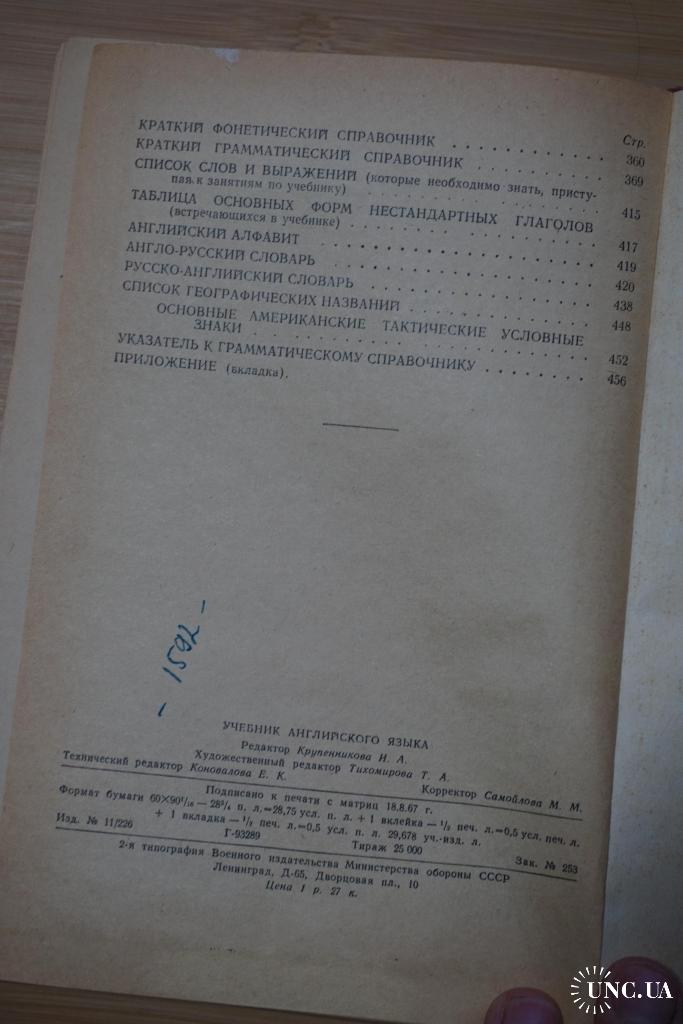 Стр.
КРАТКИЙ ФОНЕТИЧЕСКИЙ СПРАВОЧНИК . . . . . . . . . . . 360
КРАТКИЙ ГРАММАТИЧЕСКИЙ СПРАВОЧНИК . . . . . . . . . 369
СПИСОК СЛОВ И ВЫРАЖЕНИЙ (которые необходимо знать, присту-
пая к занятиям по учебнику) . . . . . . . . . . . 415
ТАБЛИЦА ОСНОВНЫХ ФОРМ НЕСТАНДАРТНЫХ ГЛАГОЛОВ
(встречающихся в учебнике) . . . . . . . . . . . 417
АНГЛИЙСКИЙ АЛФАВИТ . . . . . . . . . . . 419
АНГЛО-РУССКИЙ СЛОВАРЬ . . . . . . . . . . . 420
РУССКО-АНГЛИЙСКИЙ СЛОВАРЬ . . . . . . . . . . . 438
СПИСОК ГЕОГРАФИЧЕСКИХ НАЗВАНИЙ . . . . . . . . . . . 448
ОСНОВНЫЕ АМЕРИКАНСКИЕ ТАКТИЧЕСКИЕ УСЛОВНЫЕ
ЗНАКИ . . . . . . . . . . . 452
УКАЗАТЕЛЬ К ГРАММАТИЧЕСКОМУ СПРАВОЧНИКУ . . . . . . . . 456
ПРИЛОЖЕНИЕ (вкладка).
- 1592 -
УЧЕБНИК АНГЛИЙСКОГО ЯЗЫКА
Редактор Крупенникова И. А.
Художественный редактор Тихомирова Т. А.
Технический редактор Коновалова Е. К.
Корректор Самойлова М. М.
Подписано к печати с матриц 18.8.67 г.
Формат бумаги 60×90 1/16 — 28 3/4 п. л.=28,75 усл. п. л. + 1 вклейка — 1/2 печ. л.=0,5 усл. печ. л.
+ 1 вкладка — 1/2 печ. л.=0,5 усл. п. л. 29,678 уч.-изд. л.
Изд. № 11/226 Г-93289 Тираж 25 000 Зак. № 253
2-я типография Военного издательства Министерства обороны СССР
Ленинград, Д-65, Дворцовая пл., 10
Цена 1 р. 27 к.
UNC.UA